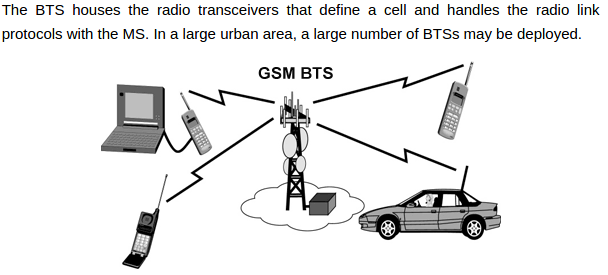 The BTS houses the radio transceivers that define a cell and handles the radio link
protocols with the MS. In a large urban area, a large number of BTSs may be deployed.
GSM BTS